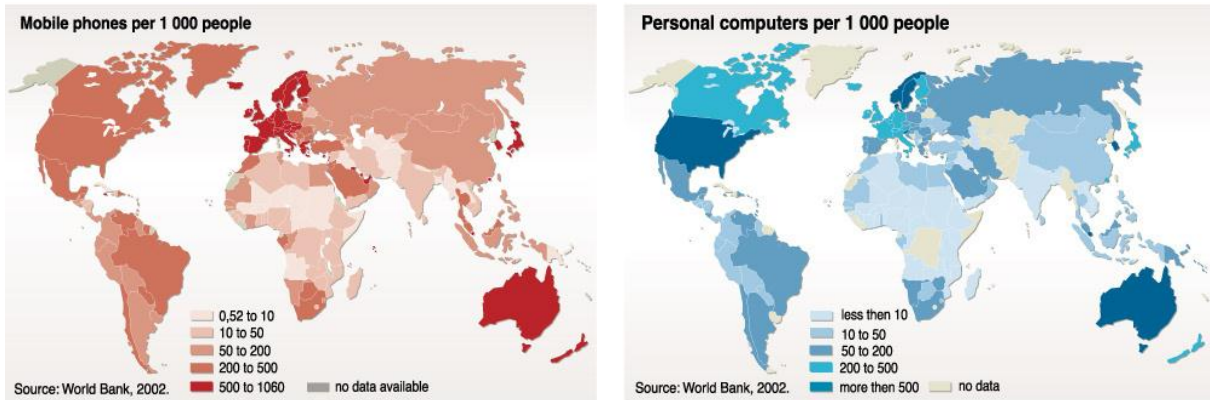 Mobile phones per 1 000 people
0,52 to 10
10 to 50
50 to 200
200 to 500
500 to 1060
no data available
Source: World Bank, 2002.
Personal computers per 1 000 people
less then 10
10 to 50
50 to 200
200 to 500
more then 500
no data
Source: World Bank, 2002.